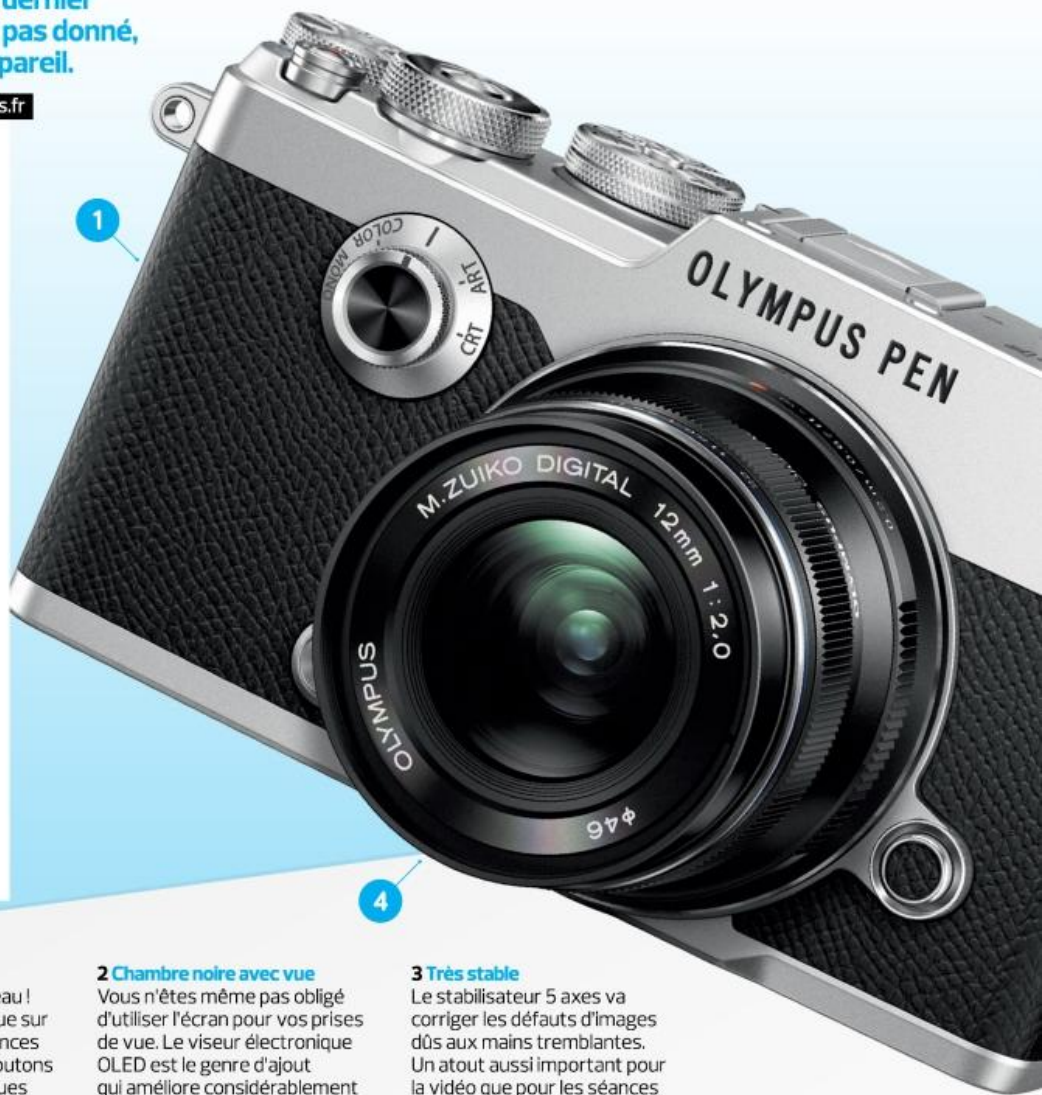 dernier
pas donné,
pareil.
s.fr
1
COLOR
MONO
ART
CRT
OLYMPUS PEN
M.ZUIKO DIGITAL 12mm 1:2.0
OLYMPUS
φ46
4
eau !
ue sur
nces
outons
ues
2 Chambre noire avec vue
Vous n'êtes même pas obligé
d'utiliser l'écran pour vos prises
de vue. Le viseur électronique
OLED est le genre d'ajout
qui améliore considérablement
3 Très stable
Le stabilisateur 5 axes va
corriger les défauts d'images
dûs aux mains tremblantes.
Un atout aussi important pour
la vidéo que pour les séances